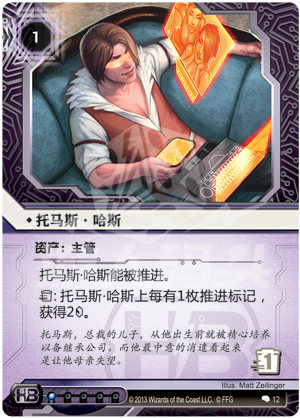 1
托马斯·哈斯
资产：主管
托马斯·哈斯能被推进。
：托马斯·哈斯上每有1枚推进标记，
获得2。
托马斯，总裁的儿子，从他出生前就被精心培养
以备继承公司。而他最中意的消遣看起来
是让他母亲失望。
1
Illus. Matt Zeilinger
HB
©2013 Wizards of the Coast LLC. © FFG
12